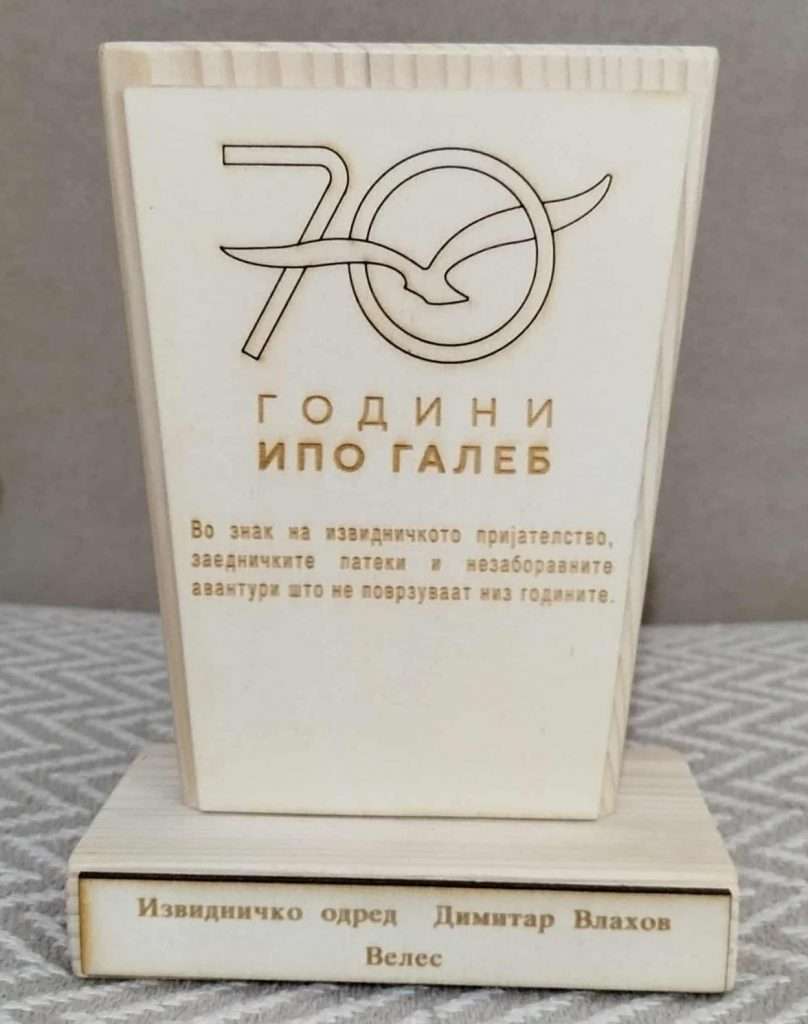 70
ГОДИНИ
ИПО ГАЛЕБ
Во знак на извидничкото пријателство,
заедничките патеки и незаборавните
авантури што не поврзуваат низ годините.
Извидничко одред Димитар Влахов
Велес